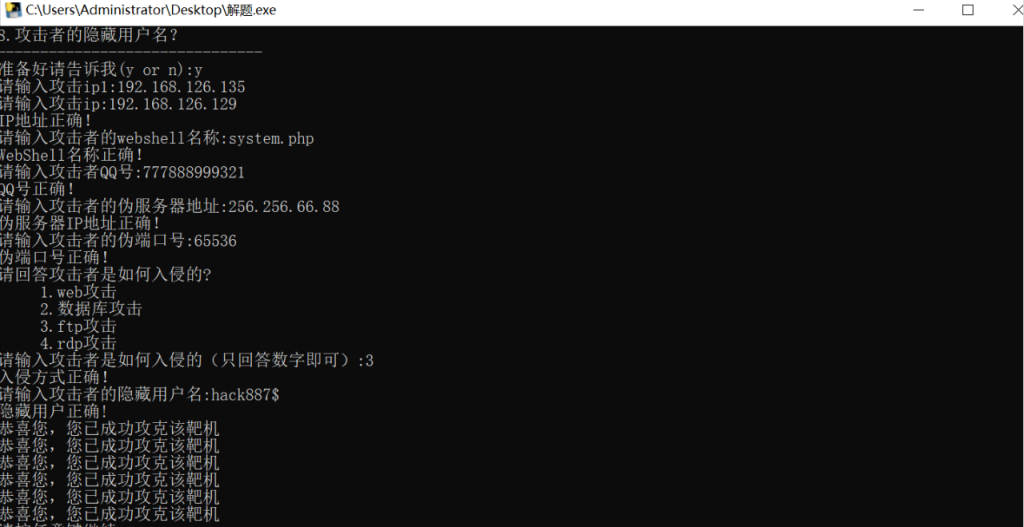 C:\Users\Administrator\Desktop\解题.exe
8.攻击者的隐藏用户名?
------------------------------
准备好请告诉我(y or n):y
请输入攻击ip1:192.168.126.135
请输入攻击ip:192.168.126.129
IP地址正确!
请输入攻击者的webshell名称:system.php
WebShell名称正确!
请输入攻击者QQ号:777888999321
QQ号正确!
请输入攻击者的伪服务器地址:256.256.66.88
伪服务器IP地址正确!
请输入攻击者的伪端口号:65536
伪端口号正确!
请回答攻击者是如何入侵的?
1.web攻击
2.数据库攻击
3.ftp攻击
4.rdp攻击
请输入攻击者是如何入侵的（只回答数字即可）:3
入侵方式正确!
请输入攻击者的隐藏用户名:hack887$
隐藏用户正确!
恭喜您，您已成功攻克该靶机
恭喜您，您已成功攻克该靶机
恭喜您，您已成功攻克该靶机
恭喜您，您已成功攻克该靶机
恭喜您，您已成功攻克该靶机
恭喜您，您已成功攻克该靶机